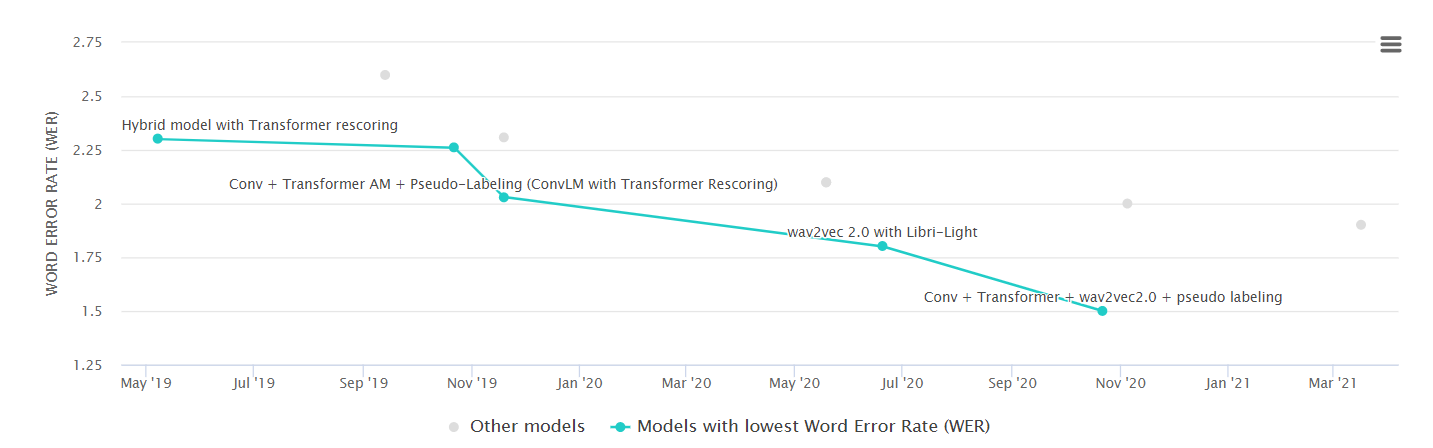 2.75
2.5
2.25
2
1.75
1.5
1.25
WORD ERROR RATE (WER)
Hybrid model with Transformer rescoring
Conv + Transformer AM + Pseudo-Labeling (ConvLM with Transformer Rescoring)
wav2vec 2.0 with Libri-Light
Conv + Transformer + wav2vec2.0 + pseudo labeling
May '19 Jul '19 Sep '19 Nov '19 Jan '20 Mar '20 May '20 Jul '20 Sep '20 Nov '20 Jan '21 Mar '21
Other models Models with lowest Word Error Rate (WER)